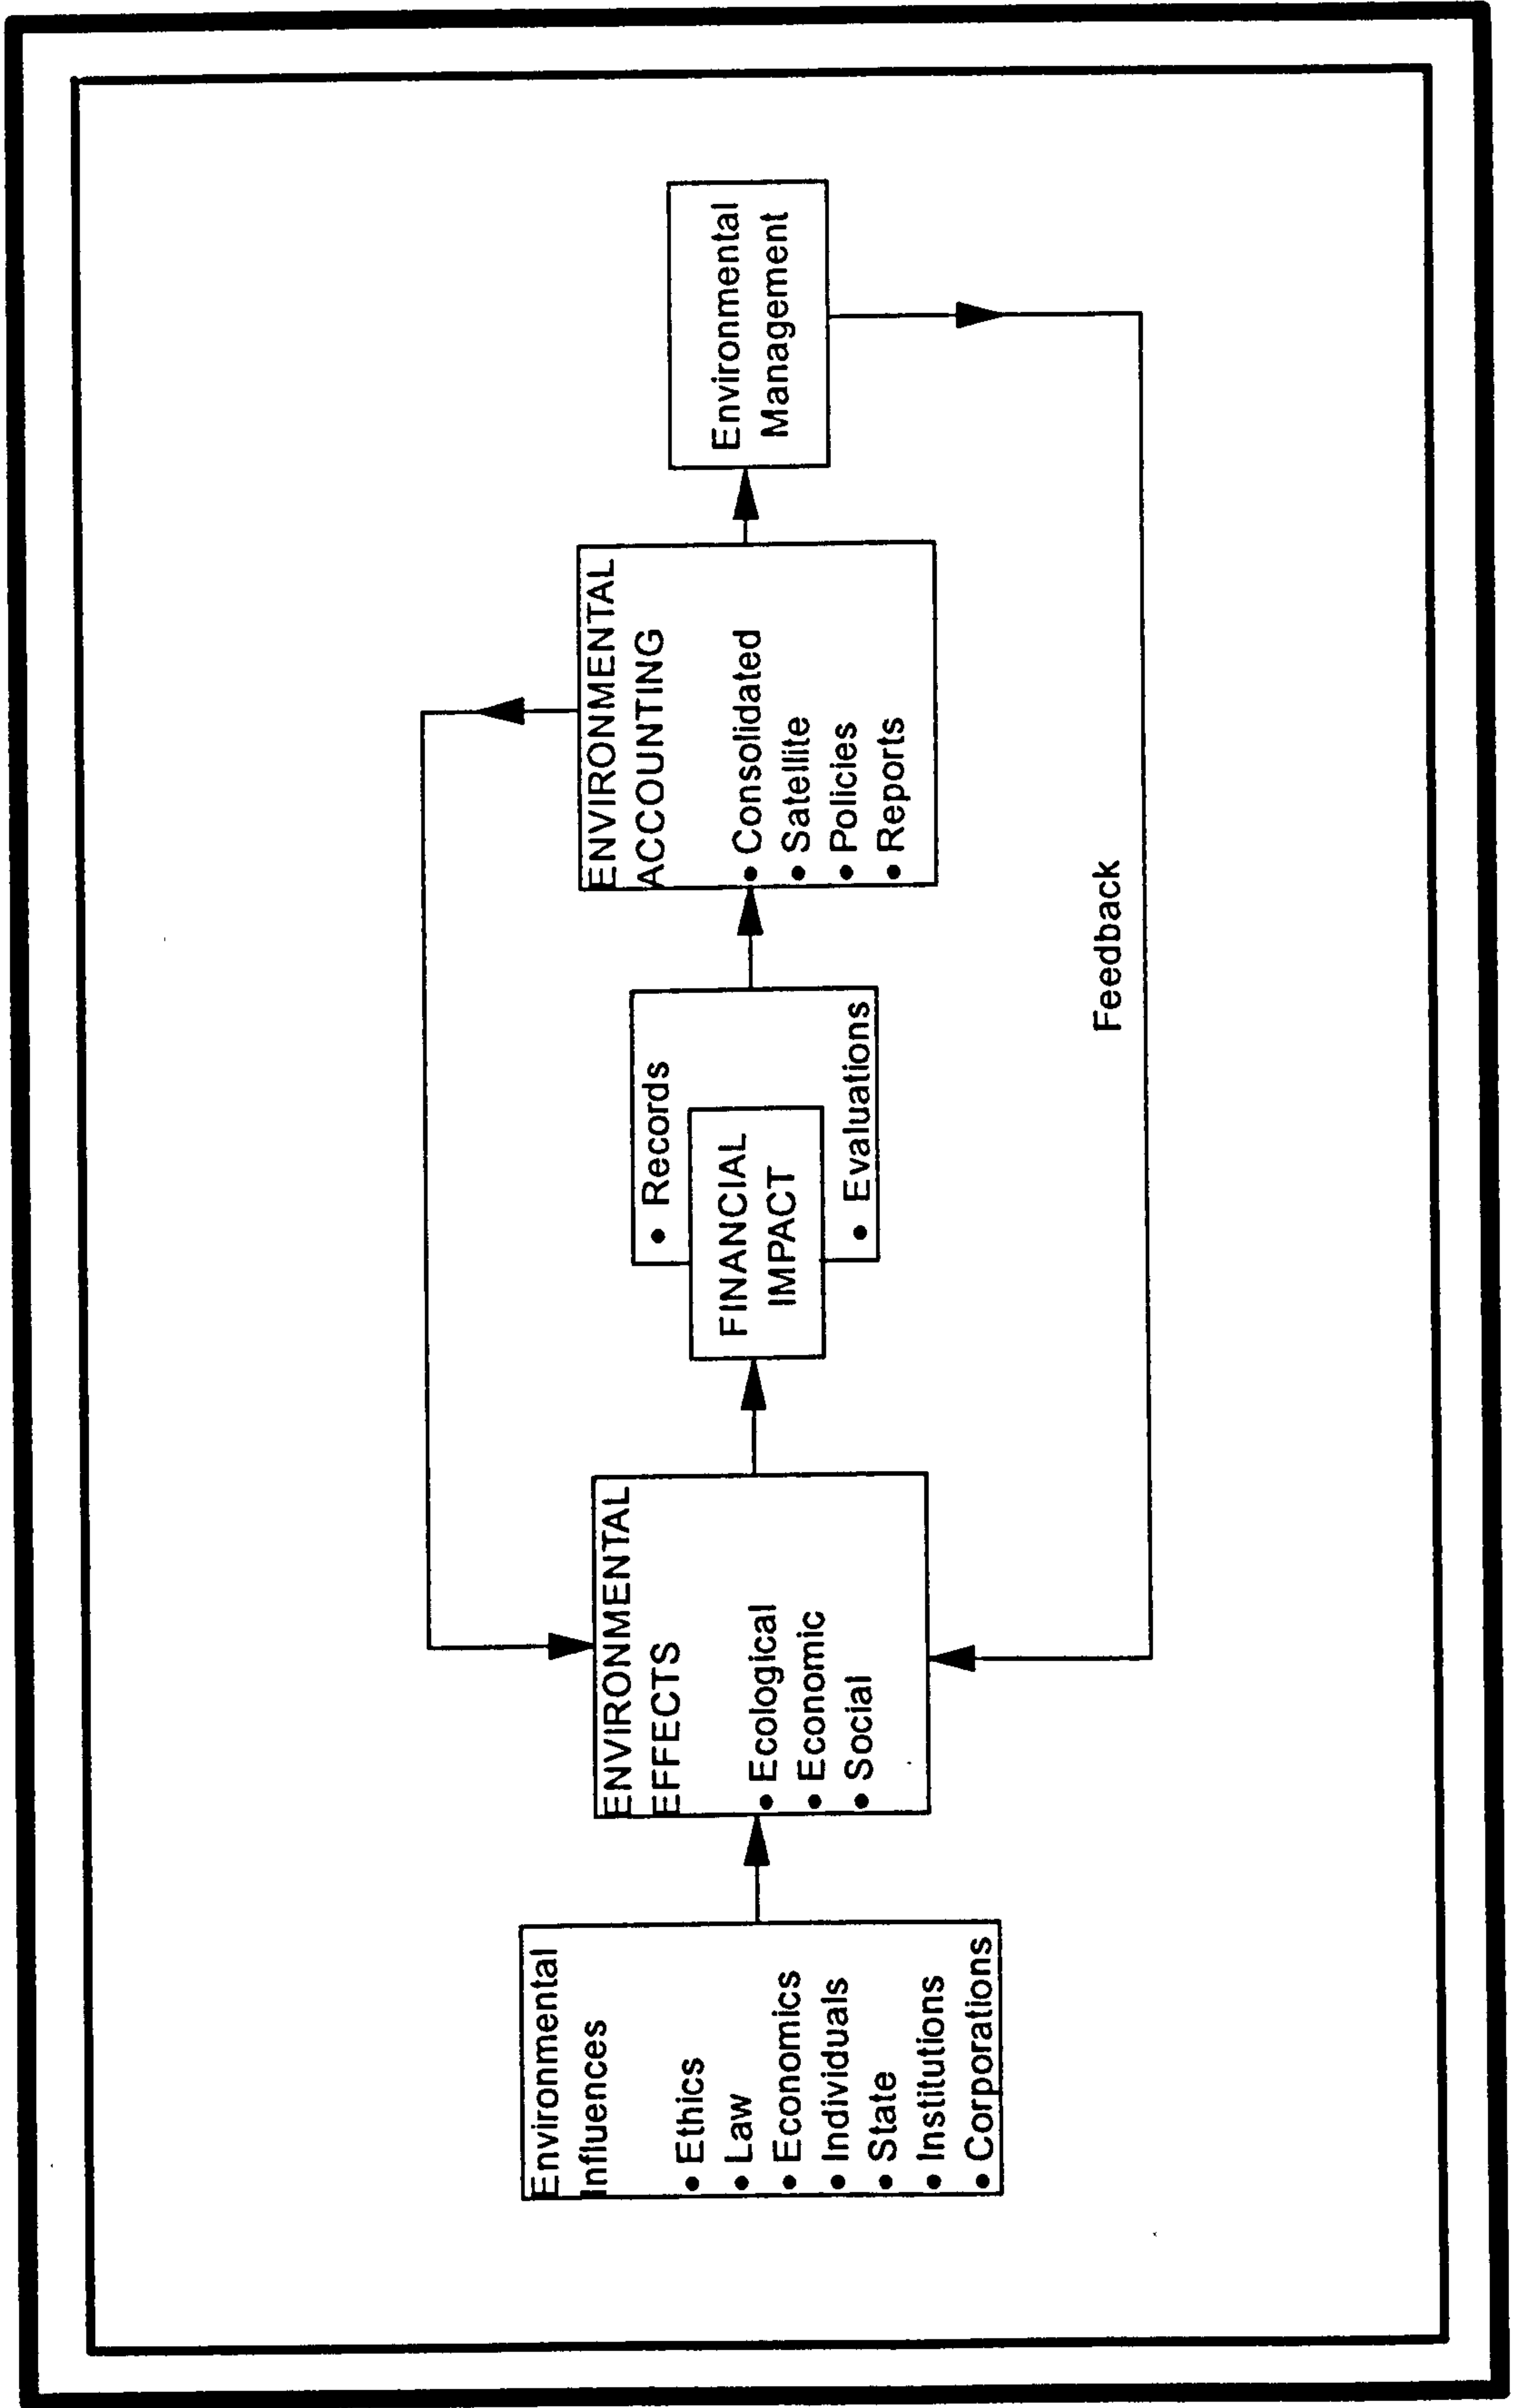 Environmental
Influences
• Ethics
• Law
• Economics
• Individuals
• State
• Institutions
• Corporations
ENVIRONMENTAL
EFFECTS
• Ecological
• Economic
• Social
• Records
FINANCIAL
IMPACT
• Evaluations
ENVIRONMENTAL
ACCOUNTING
• Consolidated
• Satellite
• Policies
• Reports
Environmental
Management
Feedback